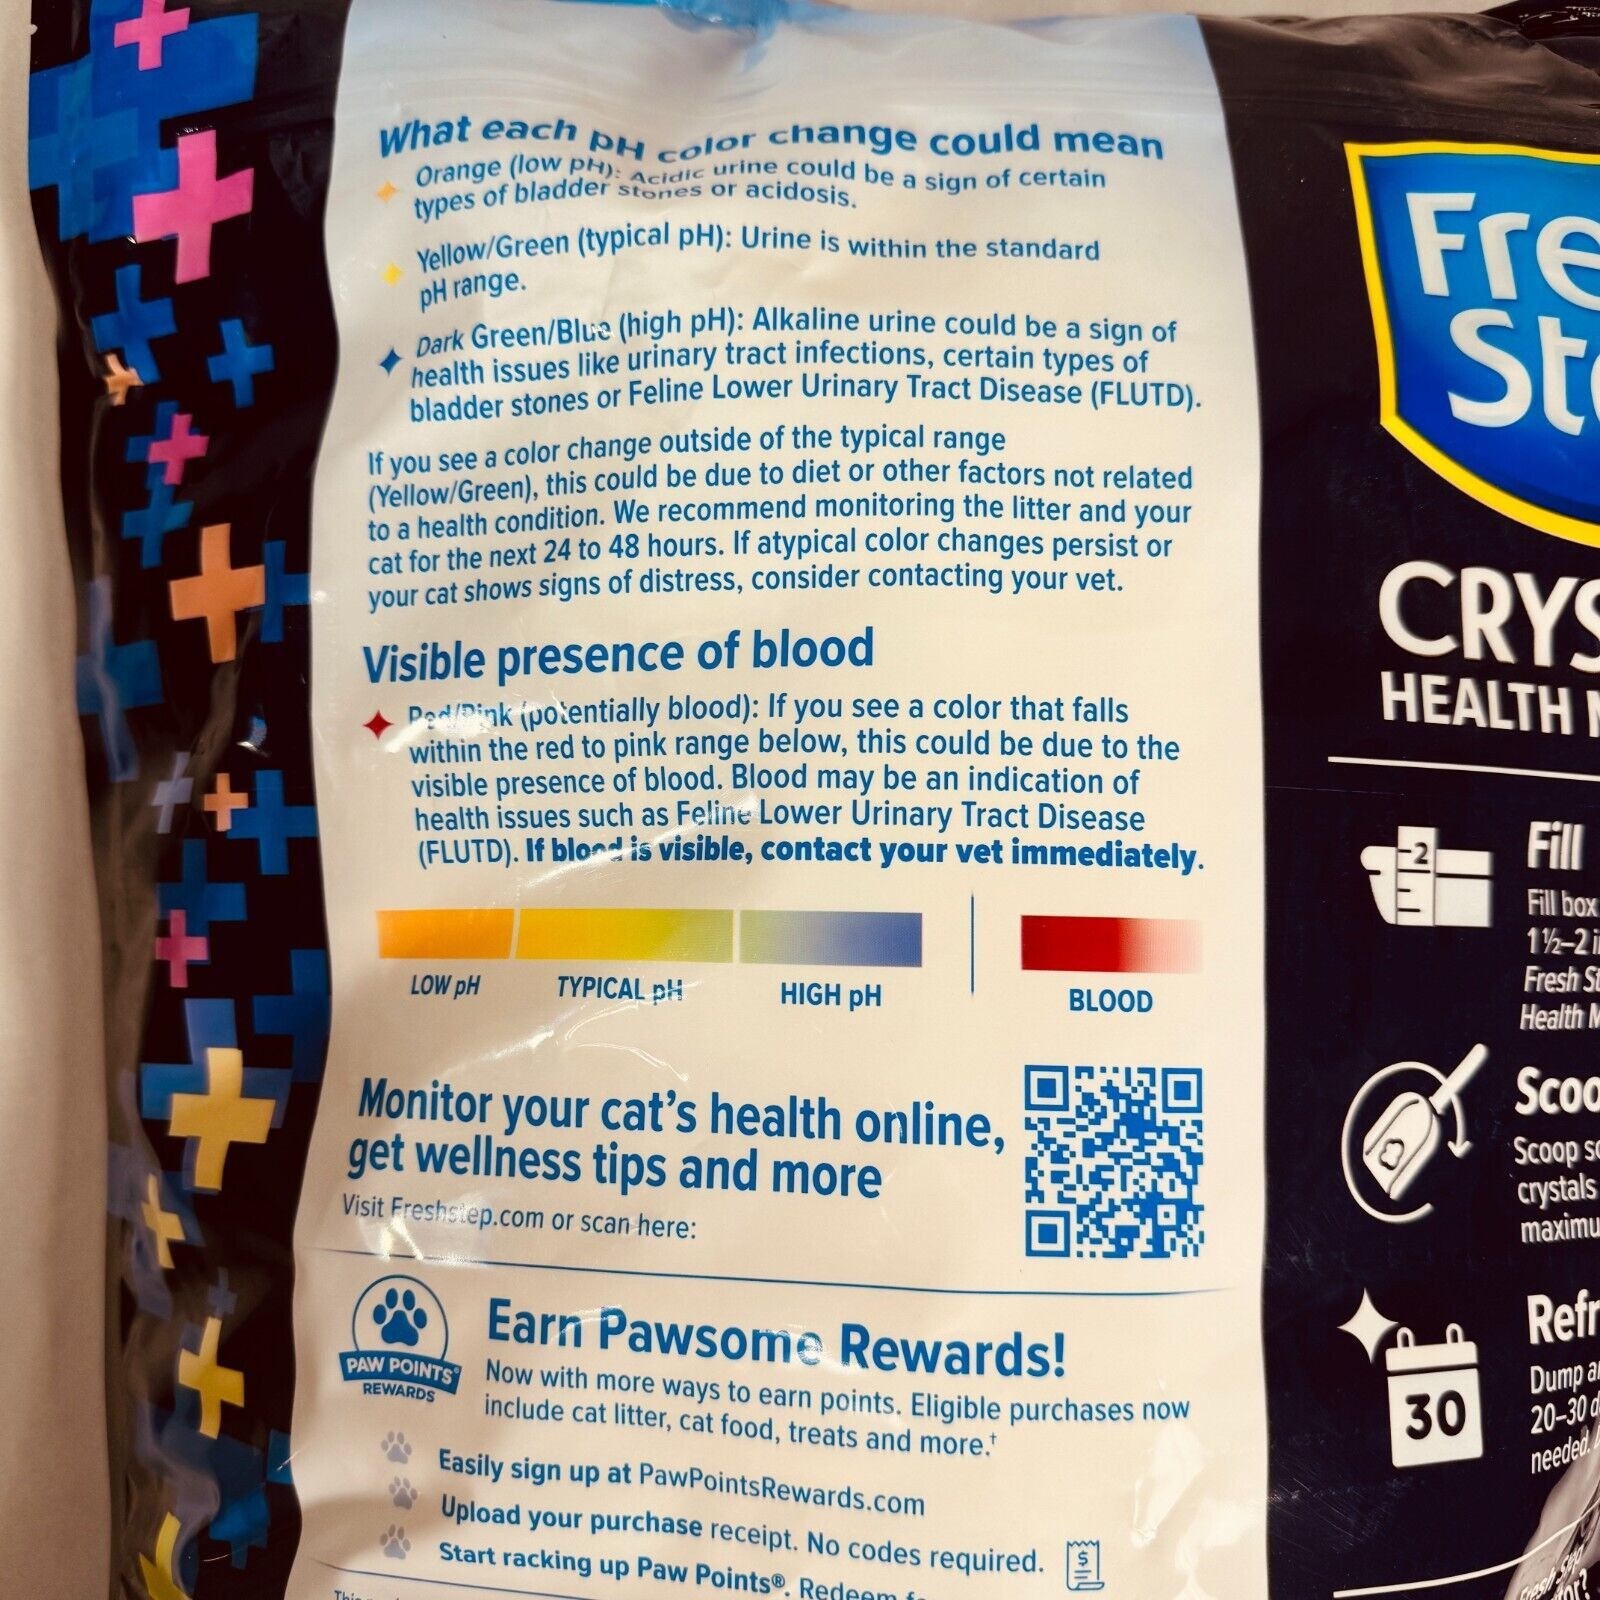 What each pH color change could mean
Orange (low pH): Acidic urine could be a sign of certain
types of bladder stones or acidosis.
Yellow/Green (typical pH): Urine is within the standard
pH range.
Dark Green/Blue (high pH): Alkaline urine could be a sign of
health issues like urinary tract infections, certain types of
bladder stones or Feline Lower Urinary Tract Disease (FLUTD).
If you see a color change outside of the typical range
(Yellow/Green), this could be due to diet or other factors not related
to a health condition. We recommend monitoring the litter and your
cat for the next 24 to 48 hours. If atypical color changes persist or
your cat shows signs of distress, consider contacting your vet.
Visible presence of blood
Red/Pink (potentially blood): If you see a color that falls
within the red to pink range below, this could be due to the
visible presence of blood. Blood may be an indication of
health issues such as Feline Lower Urinary Tract Disease
(FLUTD). If blood is visible, contact your vet immediately.
LOW pH
TYPICAL pH
HIGH pH
BLOOD
Monitor your cat's health online,
get wellness tips and more
Visit Freshstep.com or scan here:
PAW POINTS®
REWARDS
Earn Pawsome Rewards!
Now with more ways to earn points. Eligible purchases now
include cat litter, cat food, treats and more.†
Easily sign up at PawPointsRewards.com
Upload your purchase receipt. No codes required.
$
Start racking up Paw Points®. Redeem
Fre
Ste
CRYS
HEALTH
2
Fill
Fill box
1½–2
Fresh
Health
Scoo
Scoop
crystals
maximu
30
Refr
Dump
20–30
needed.